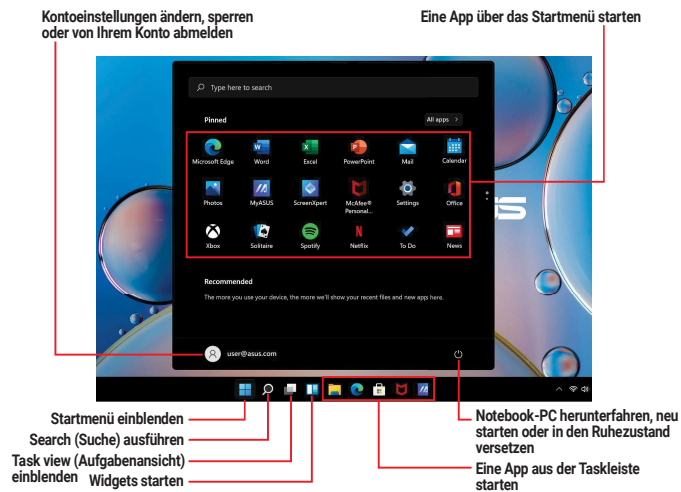 Kontoeinstellungen ändern, sperren
oder von Ihrem Konto abmelden
Eine App über das Startmenü starten
Type here to search
Pinned
All apps >
Microsoft Edge
Word
Excel
PowerPoint
Mail
Calendar
Photos
MyASUS
ScreenXpert
McAfee®
Personal...
Settings
Office
Xbox
Solitaire
Spotify
Netflix
To Do
News
Recommended
The more you use your device, the more we'll show your recent files and new apps here.
user@asus.com
Startmenü einblenden
Search (Suche) ausführen
Task view (Aufgabenansicht)
einblenden
Widgets starten
Notebook-PC herunterfahren, neu
starten oder in den Ruhezustand
versetzen
Eine App aus der Taskleiste
starten